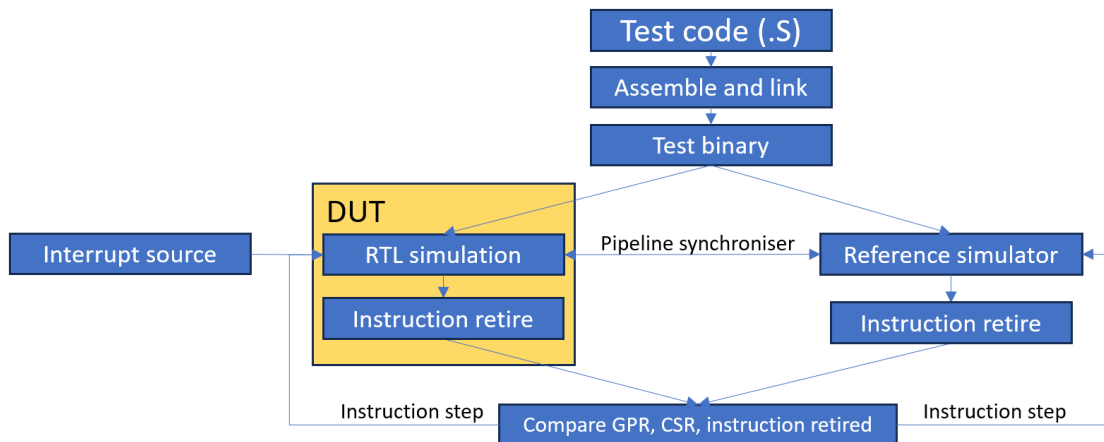 Test code (.S)
Assemble and link
Test binary
DUT
Interrupt source
RTL simulation
Pipeline synchroniser
Reference simulator
Instruction retire
Instruction retire
Instruction step
Compare GPR, CSR, instruction retired
Instruction step